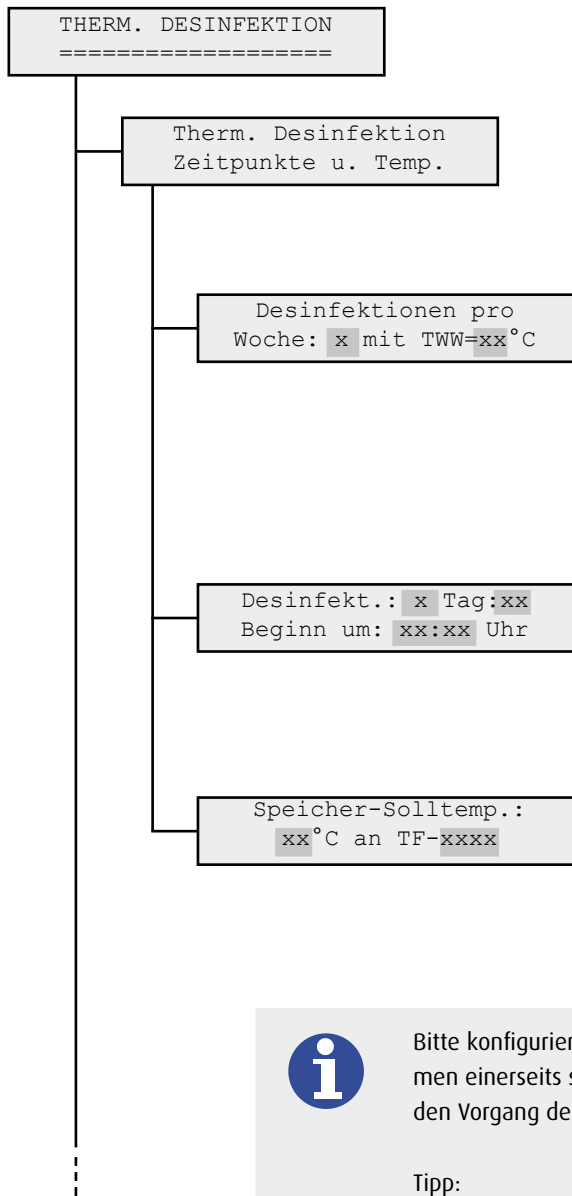 THERM. DESINFEKTION
===================
Therm. Desinfektion
Zeitpunkte u. Temp.
Desinfektionen pro
Woche: x mit TWW=xx°C
Desinfekt.: x Tag:xx
Beginn um: xx:xx Uhr
Speicher-Solltemp.:
xx°C an TF-xxxx
i
Bitte konfigurier
men einerseits s
den Vorgang de
Tipp: